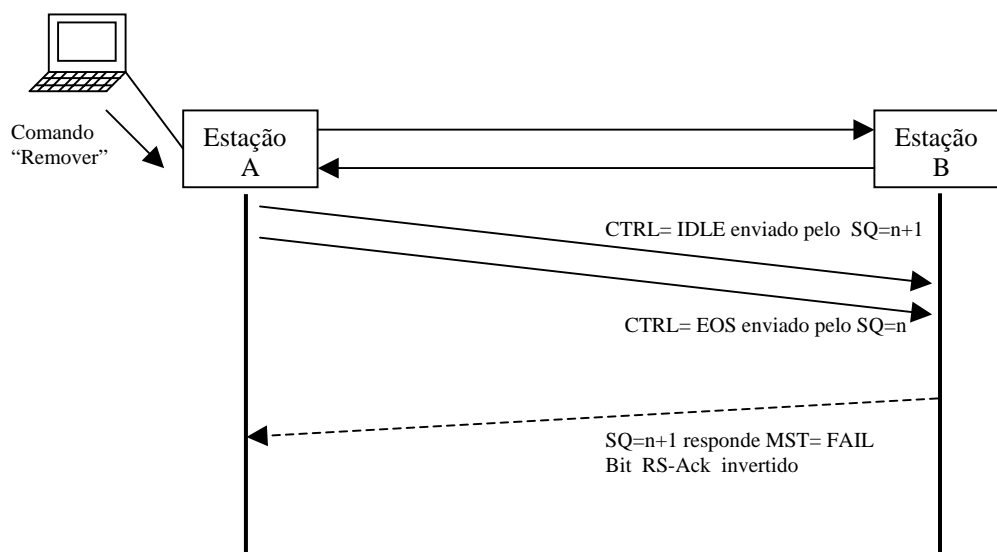 Comando
“Remover”
Estação
A
Estação
B
CTRL= IDLE enviado pelo SQ=n+1
CTRL= EOS enviado pelo SQ=n
SQ=n+1 responde MST= FAIL
Bit RS-Ack invertido